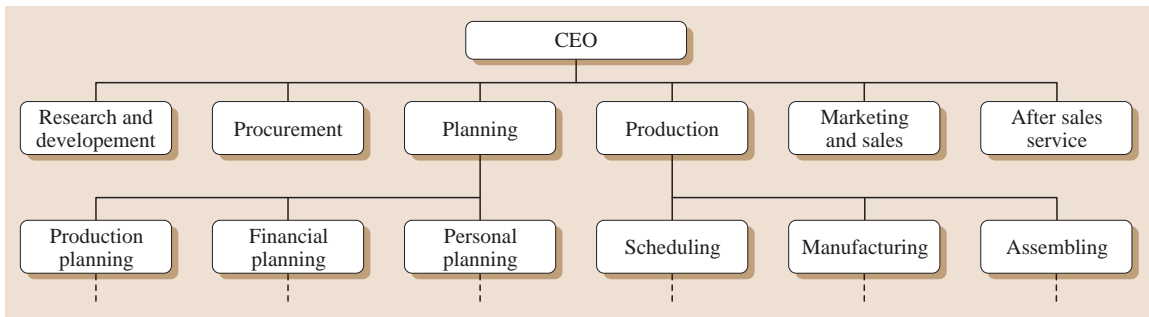 CEO
Research and
developement
Procurement
Planning
Production
Marketing
and sales
After sales
service
Production
planning
Financial
planning
Personal
planning
Scheduling
Manufacturing
Assembling